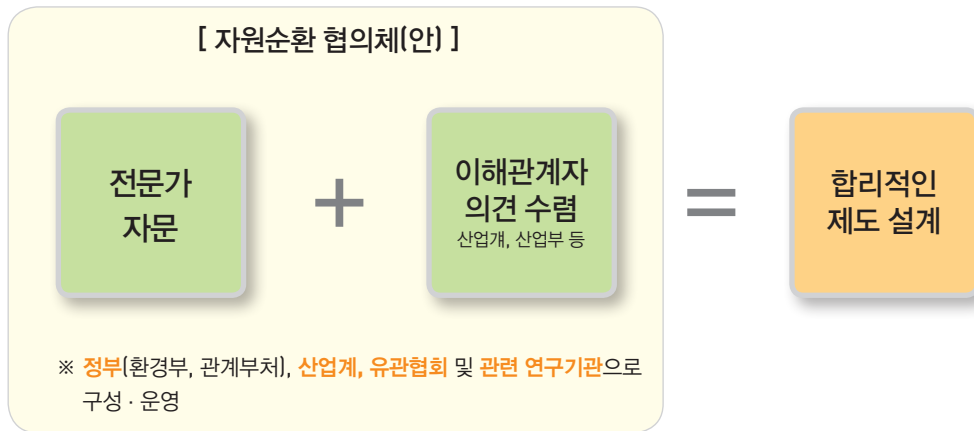 [ 자원순환 협의체(안) ]
전문가
자문
+
이해관계자
의견 수렴
산업걔, 산업부 등
=
합리적인
제도 설계
※ 정부(환경부, 관계부처), 산업계, 유관협회 및 관련 연구기관으로
구성 · 운영